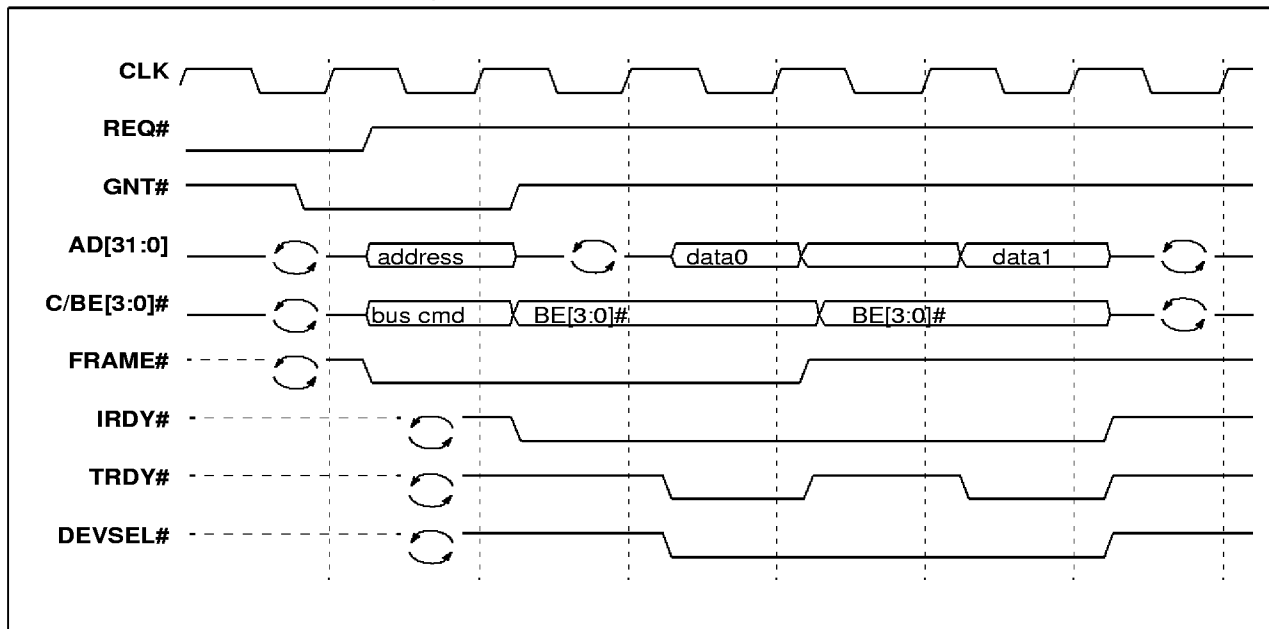 CLK
REQ#
GNT#
AD[31:0]
address
data0
data1
C/BE[3:0]#
bus cmd
BE[3:0]#
BE[3:0]#
FRAME#
IRDY#
TRDY#
DEVSEL#